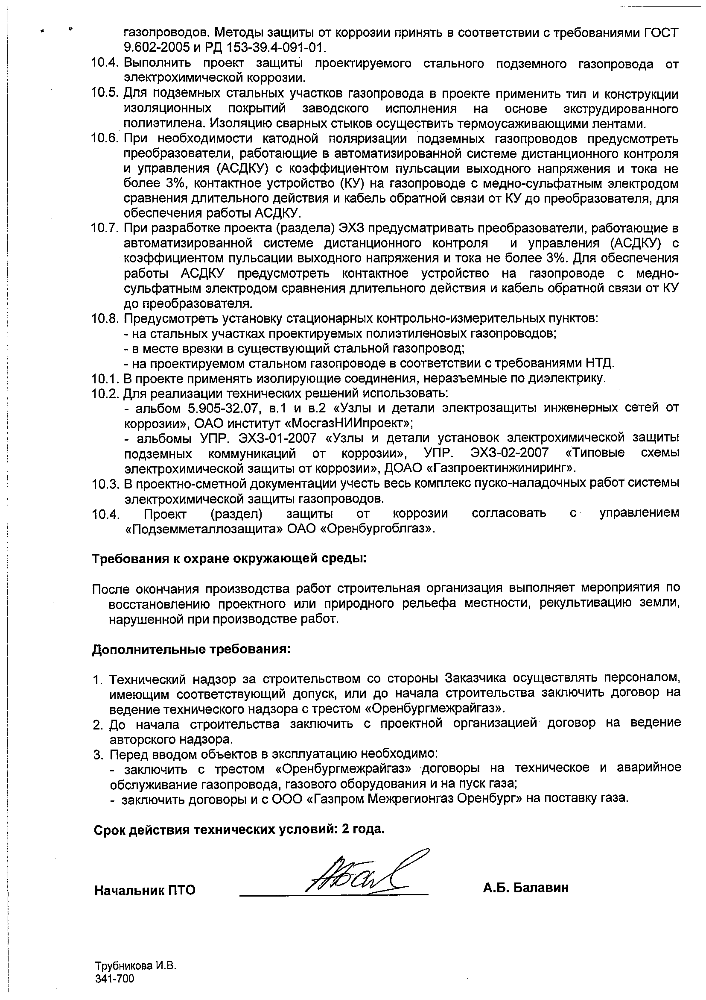 газопроводов. Методы защиты от коррозии принять в соответствии с требованиями ГОСТ
9.602-2005 и РД 153-39.4-091-01.
10.4. Выполнить проект защиты проектируемого стального подземного газопровода от
электрохимической коррозии.
10.5. Для подземных стальных участков газопровода в проекте применить тип и конструкции
изоляционных покрытий заводского исполнения на основе экструдированного
полиэтилена. Изоляцию сварных стыков осуществить термоусаживающими лентами.
10.6. При необходимости катодной поляризации подземных газопроводов предусмотреть
преобразователи, работающие в автоматизированной системе дистанционного контроля
и управления (АСДКУ) с коэффициентом пульсации выходного напряжения и тока не
более 3%, контактное устройство (КУ) на газопроводе с медно-сульфатным электродом
сравнения длительного действия и кабель обратной связи от КУ до преобразователя, для
обеспечения работы АСДКУ.
10.7. При разработке проекта (раздела) ЭХЗ предусматривать преобразователи, работающие в
автоматизированной системе дистанционного контроля и управления (АСДКУ) с
коэффициентом пульсации выходного напряжения и тока не более 3%. Для обеспечения
работы АСДКУ предусмотреть контактное устройство на газопроводе с медно-
сульфатным электродом сравнения длительного действия и кабель обратной связи от КУ
до преобразователя.
10.8. Предусмотреть установку стационарных контрольно-измерительных пунктов:
- на стальных участках проектируемых полиэтиленовых газопроводов;
- в месте врезки в существующий стальной газопровод;
- на проектируемом стальном газопроводе в соответствии с требованиями НТД.
10.1. В проекте применять изолирующие соединения, неразъемные по диэлектрику.
10.2. Для реализации технических решений использовать:
- альбом 5.905-32.07, в.1 и в.2 «Узлы и детали электрозащиты инженерных сетей от
коррозии», ОАО институт «МосгазНИИпроект»;
- альбомы УПР. ЭХЗ-01-2007 «Узлы и детали установок электрохимической защиты
подземных коммуникаций от коррозии», УПР. ЭХЗ-02-2007 «Типовые схемы
электрохимической защиты от коррозии», ДОАО «Газпроектинжиниринг».
10.3. В проектно-сметной документации учесть весь комплекс пуско-наладочных работ системы
электрохимической защиты газопроводов.
10.4. Проект (раздел) защиты от коррозии согласовать с управлением
«Подземметаллозащита» ОАО «Оренбургоблгаз».
Требования к охране окружающей среды:
После окончания производства работ строительная организация выполняет мероприятия по
восстановлению проектного или природного рельефа местности, рекультивацию земли,
нарушенной при производстве работ.
Дополнительные требования:
1. Технический надзор за строительством со стороны Заказчика осуществлять персоналом,
имеющим соответствующий допуск, или до начала строительства заключить договор на
ведение технического надзора с трестом «Оренбургмежрайгаз».
2. До начала строительства заключить с проектной организацией договор на ведение
авторского надзора.
3. Перед вводом объектов в эксплуатацию необходимо:
- заключить с трестом «Оренбургмежрайгаз» договоры на техническое и аварийное
обслуживание газопровода, газового оборудования и на пуск газа;
- заключить договоры и с ООО «Газпром Межрегионгаз Оренбург» на поставку газа.
Срок действия технических условий: 2 года.
Начальник ПТО А.Б. Балавин
Трубникова И.В.
341-700